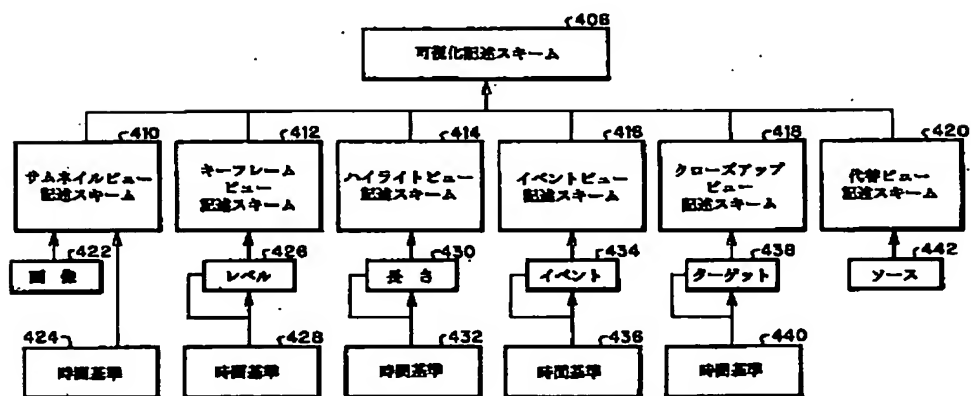 408
可視化記述スキーム
410
412
414
416
418
420
サムネイルビュー
記述スキーム
キーフレーム
ビュー
記述スキーム
ハイライトビュー
記述スキーム
イベントビュー
記述スキーム
クローズアップ
ビュー
記述スキーム
代替ビュー
記述スキーム
422
画像
426
レベル
430
長さ
434
イベント
438
ターゲット
442
ソース
424
時間基準
428
時間基準
432
時間基準
436
時間基準
440
時間基準